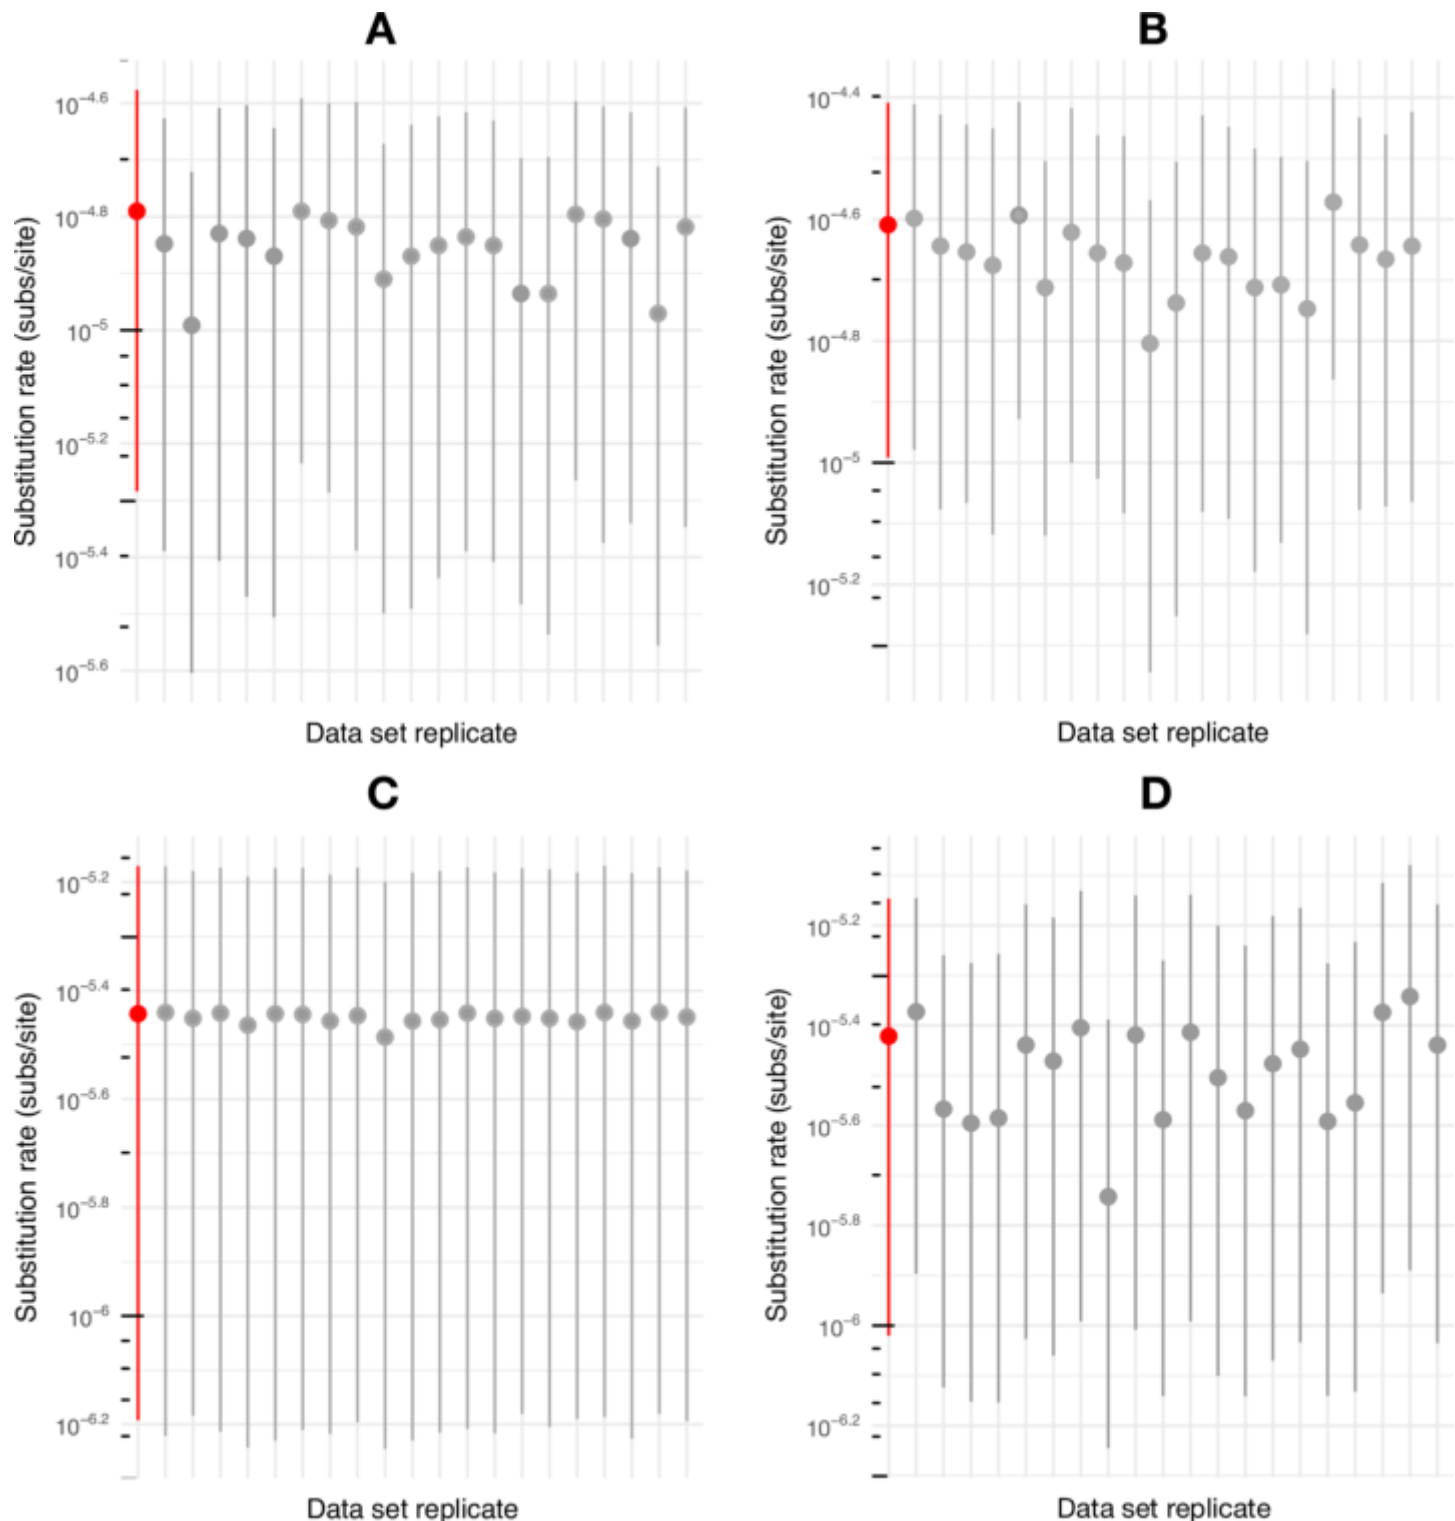 A
Substitution rate (subs/site)
10^−4.6
10^−4.8
10^−5
10^−5.2
10^−5.4
10^−5.6
Data set replicate
B
Substitution rate (subs/site)
10^−4.4
10^−4.6
10^−4.8
10^−5
10^−5.2
Data set replicate
C
Substitution rate (subs/site)
10^−5.2
10^−5.4
10^−5.6
10^−5.8
10^−6
10^−6.2
Data set replicate
D
Substitution rate (subs/site)
10^−5.2
10^−5.4
10^−5.6
10^−5.8
10^−6
10^−6.2
Data set replicate